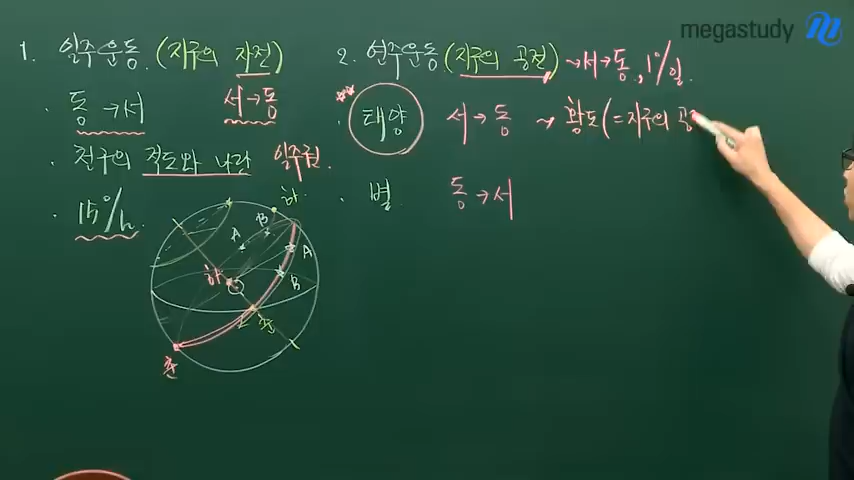 megastudy
1. 일주운동 (지구의 자전)
· 동 → 서 서→동
· 천구의 적도와 나란 일주권.
· 15°/h.
하
A
B
A
B
하
춘
추
2. 연주운동 (지구의 공전) ~ 서→동, 1°/일.
· 태양 서 → 동 ~ 황도 (= 지구의 공
· 별 동 → 서